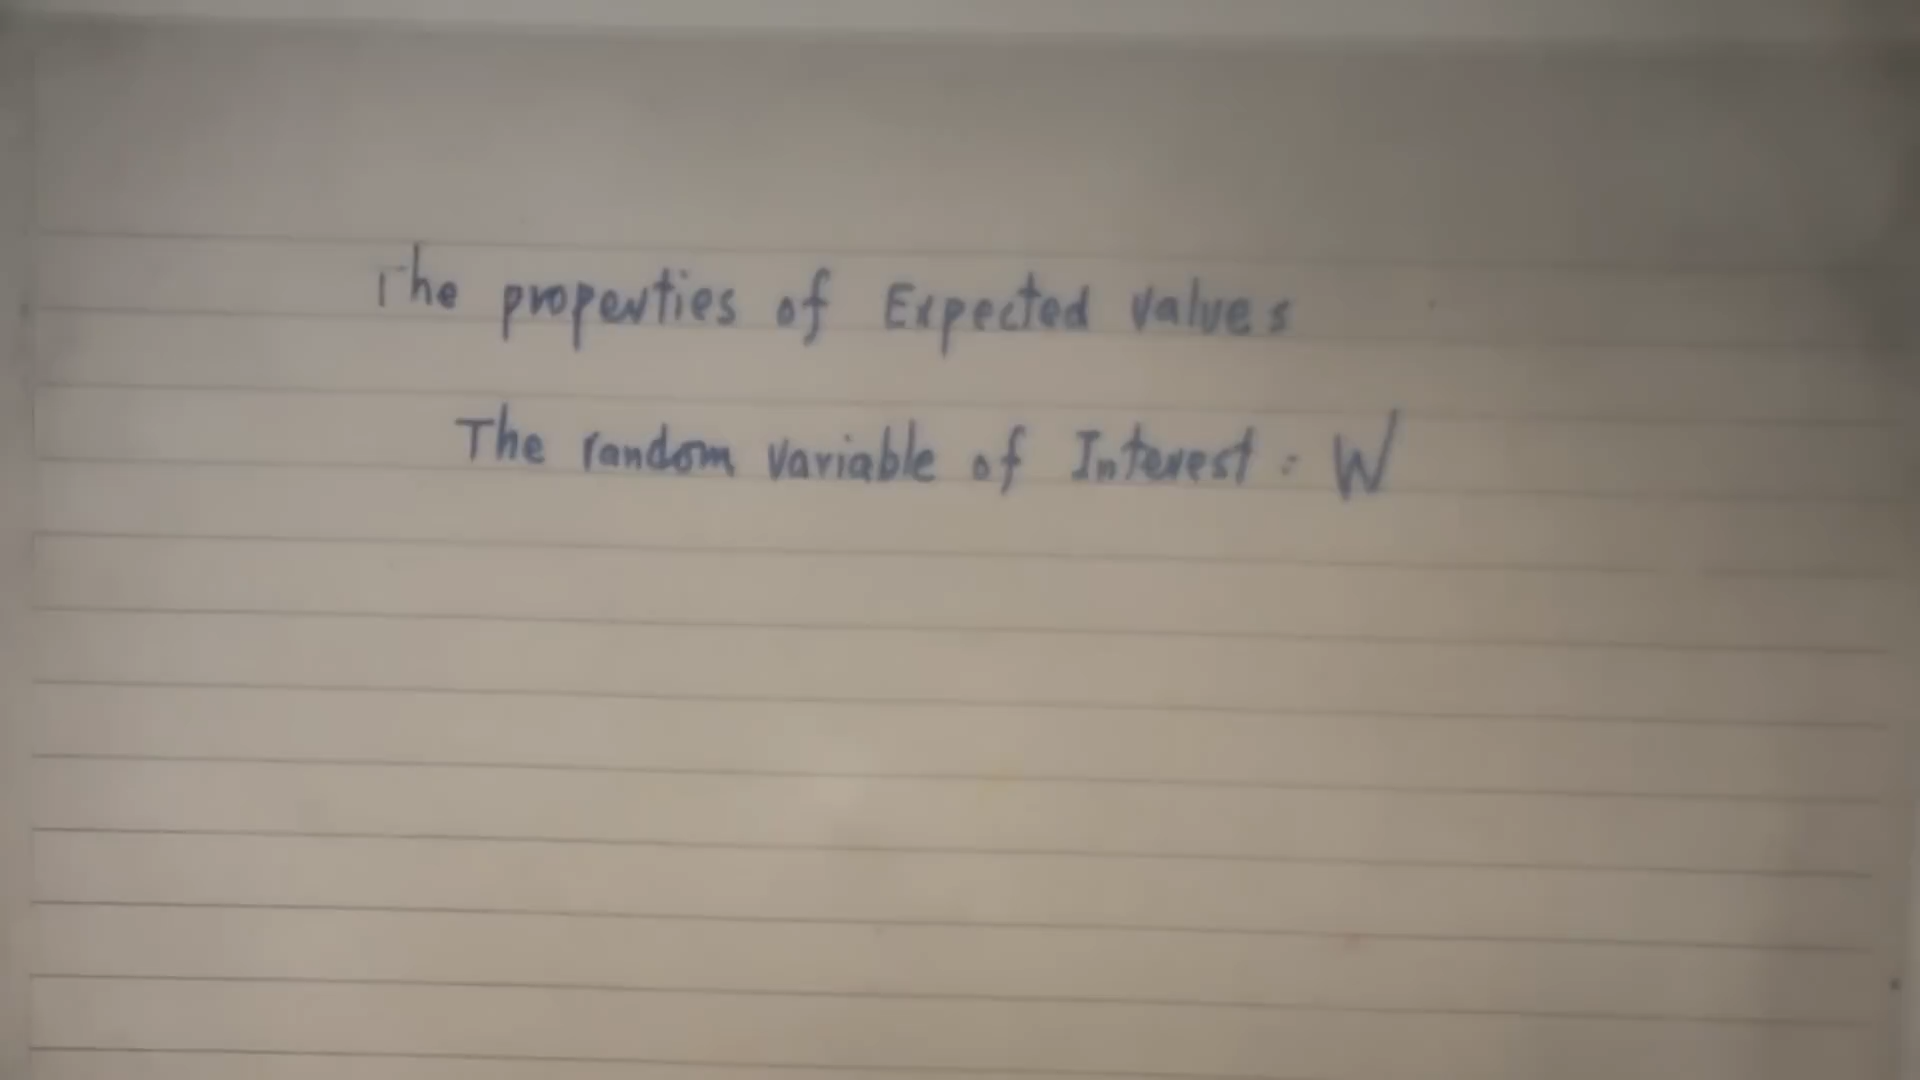 The properties of Expected values
The random variable of Interest : W